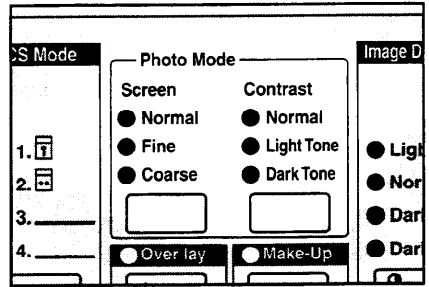 CS Mode
Photo Mode
Image D
Screen
Contrast
Normal
Fine
Coarse
Normal
Light Tone
Dark Tone
1.
2.
3.
4.
Ligh
Nor
Dar
Dar
Over lay
Make-Up